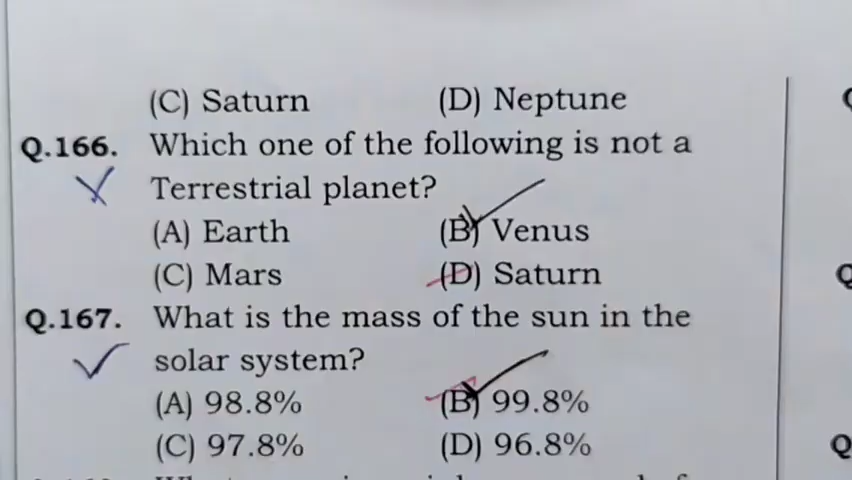 (C) Saturn (D) Neptune
Q.166. Which one of the following is not a
Terrestrial planet?
(A) Earth (B) Venus
(C) Mars (D) Saturn
Q.167. What is the mass of the sun in the
solar system?
(A) 98.8% (B) 99.8%
(C) 97.8% (D) 96.8%